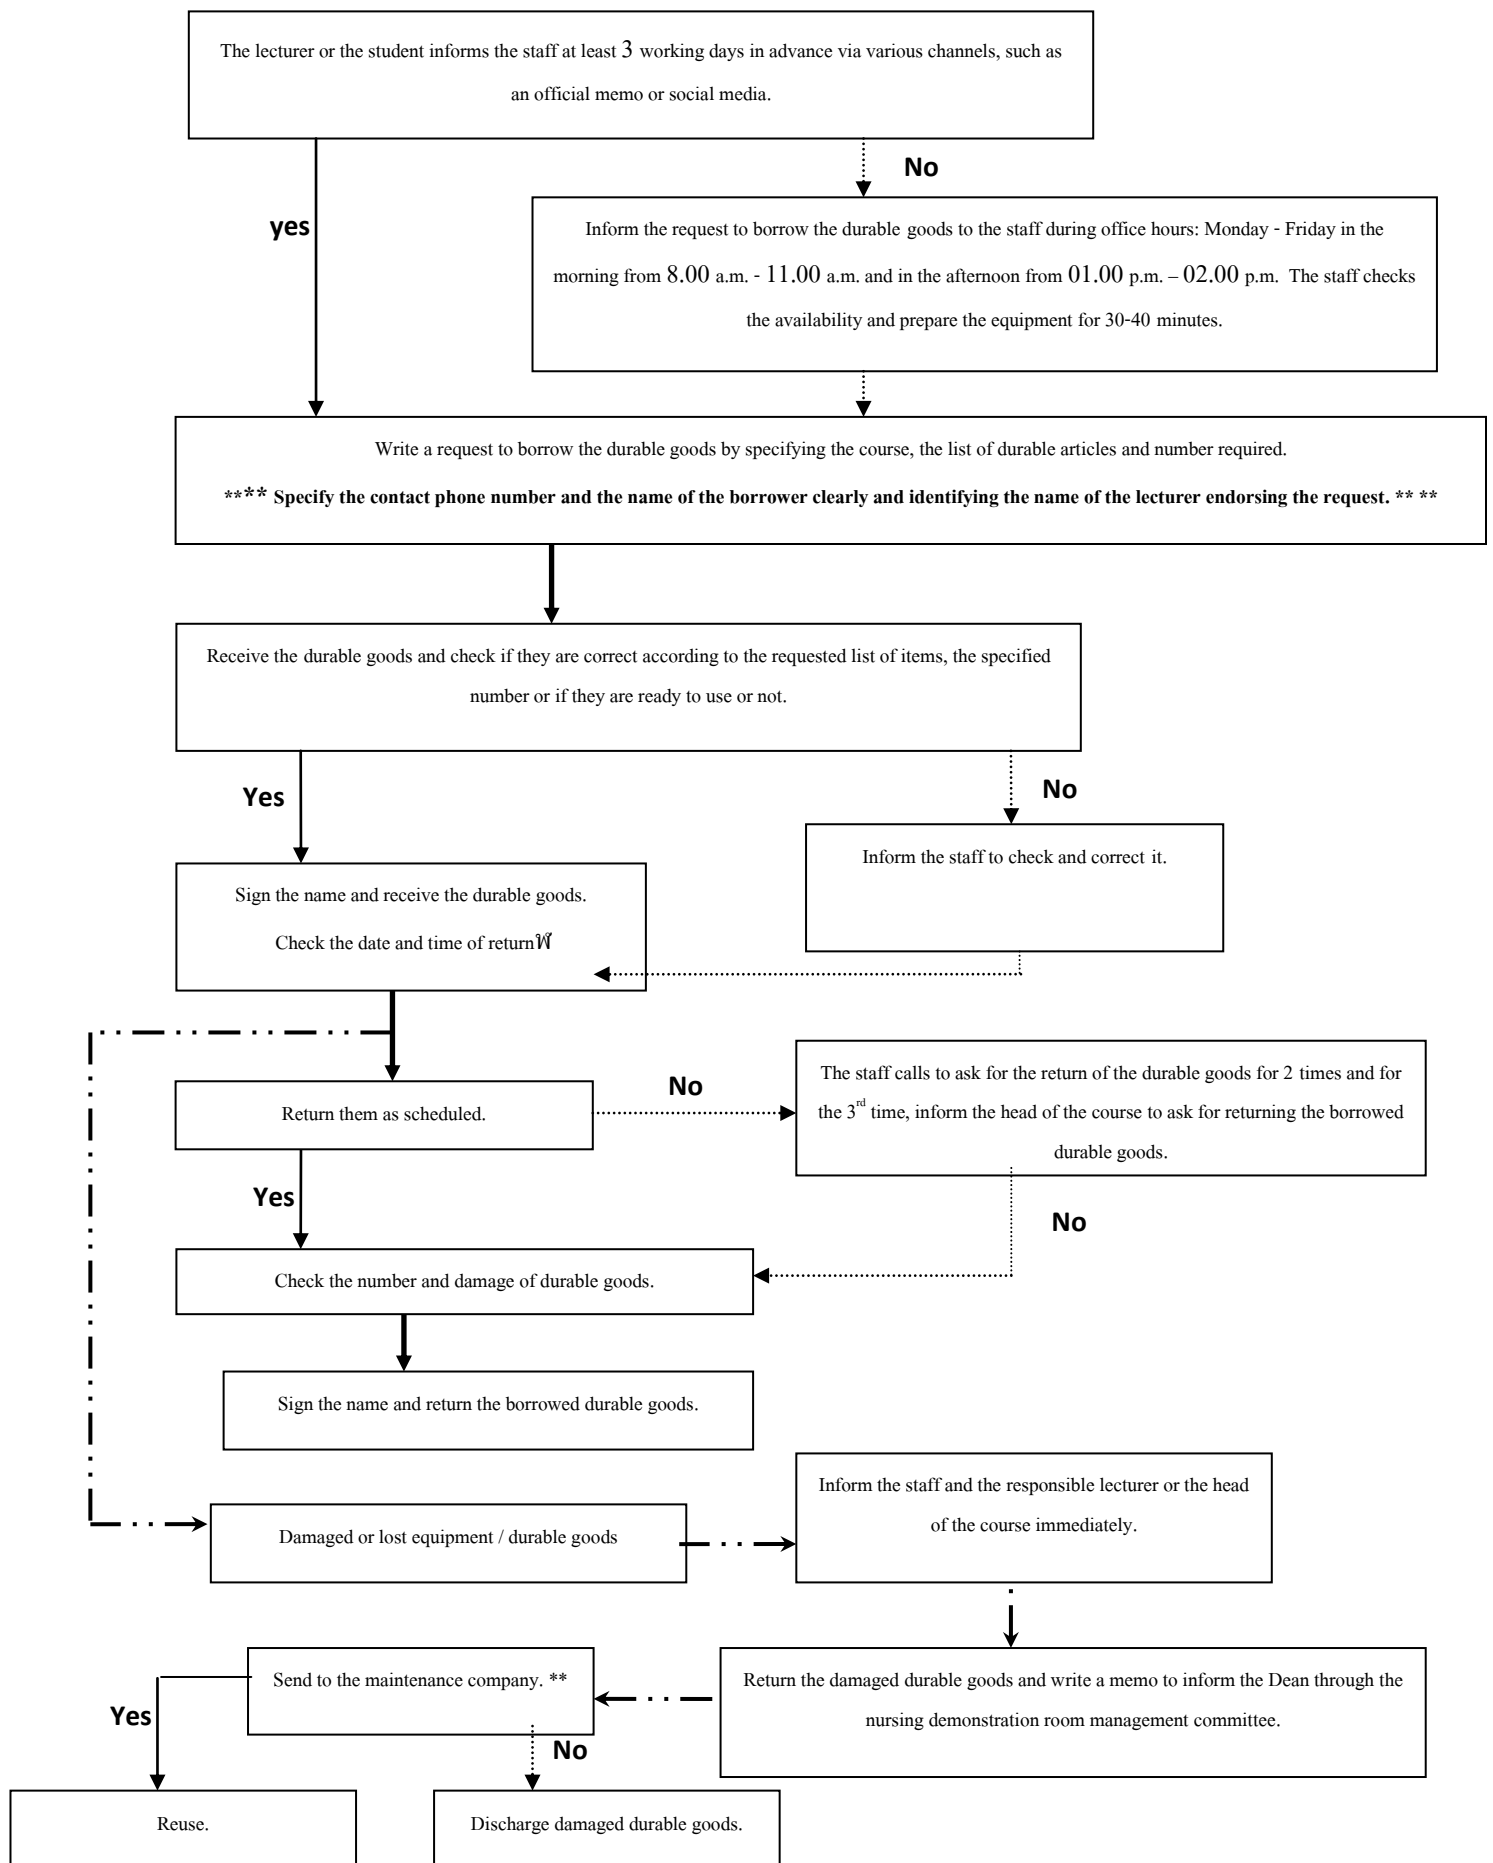 The lecturer or the student informs the staff at least 3 working days in advance via various channels, such as
an official memo or social media.
No
yes
Inform the request to borrow the durable goods to the staff during office hours: Monday - Friday in the
morning from 8.00 a.m. - 11.00 a.m. and in the afternoon from 01.00 p.m. – 02.00 p.m. The staff checks
the availability and prepare the equipment for 30-40 minutes.
Write a request to borrow the durable goods by specifying the course, the list of durable articles and number required.
**** Specify the contact phone number and the name of the borrower clearly and identifying the name of the lecturer endorsing the request. ** **
Receive the durable goods and check if they are correct according to the requested list of items, the specified
number or if they are ready to use or not.
Yes
No
Inform the staff to check and correct it.
Sign the name and receive the durable goods.
Check the date and time of return
No
The staff calls to ask for the return of the durable goods for 2 times and for
the 3rd time, inform the head of the course to ask for returning the borrowed
durable goods.
Return them as scheduled.
Yes
No
Check the number and damage of durable goods.
Sign the name and return the borrowed durable goods.
Inform the staff and the responsible lecturer or the head
of the course immediately.
Damaged or lost equipment / durable goods
Send to the maintenance company. **
Return the damaged durable goods and write a memo to inform the Dean through the
nursing demonstration room management committee.
Yes
No
Reuse.
Discharge damaged durable goods.